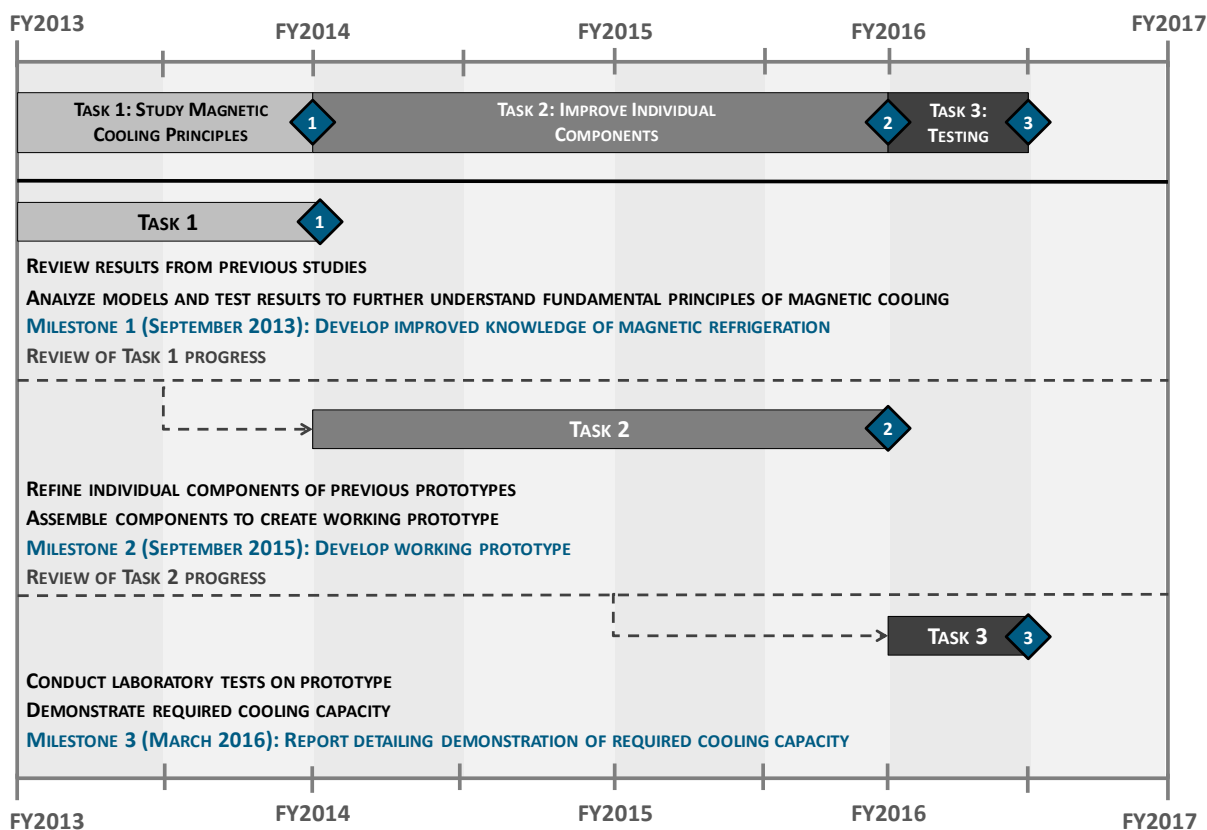 FY2013
FY2014
FY2015
FY2016
FY2017
Task 1: Study Magnetic
Cooling Principles
1
Task 2: Improve Individual
Components
2
Task 3:
Testing
3
Task 1
1
Review results from previous studies
Analyze models and test results to further understand fundamental principles of magnetic cooling
Milestone 1 (September 2013): Develop improved knowledge of magnetic refrigeration
Review of Task 1 progress
Task 2
2
Refine individual components of previous prototypes
Assemble components to create working prototype
Milestone 2 (September 2015): Develop working prototype
Review of Task 2 progress
Task 3
3
Conduct laboratory tests on prototype
Demonstrate required cooling capacity
Milestone 3 (March 2016): Report detailing demonstration of required cooling capacity
FY2013
FY2014
FY2015
FY2016
FY2017